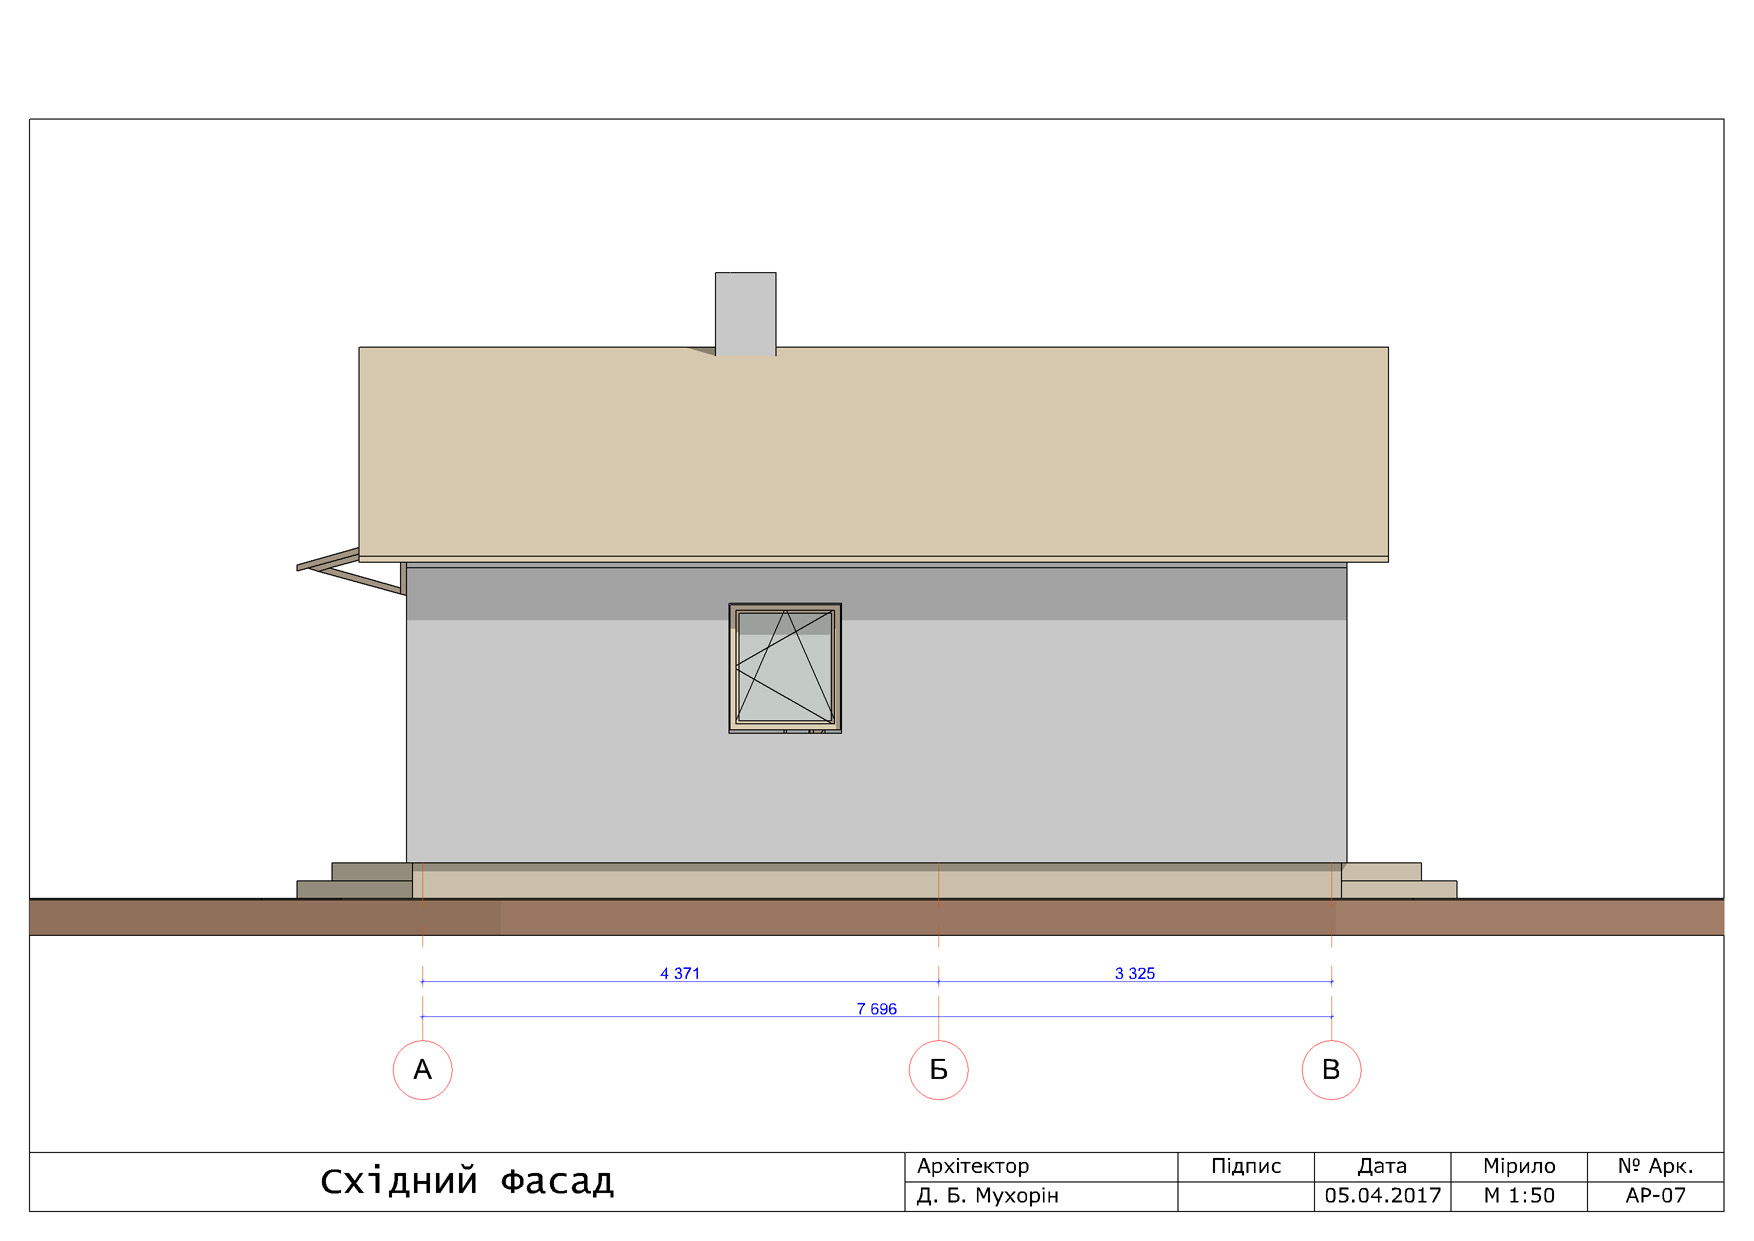 4 371
3 325
7 696
А
Б
В
Східний Фасад
Архітектор
Підпис
Дата
Мірило
№ Арк.
Д. Б. Мухорін
05.04.2017
М 1:50
АР-07